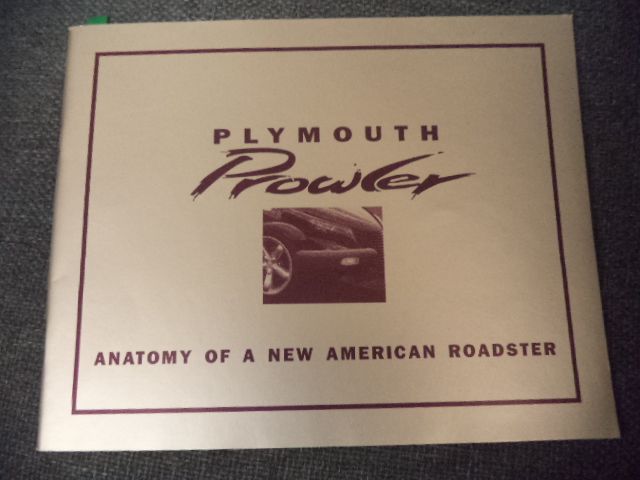 PLYMOUTH
Prowler
ANATOMY OF A NEW AMERICAN ROADSTER